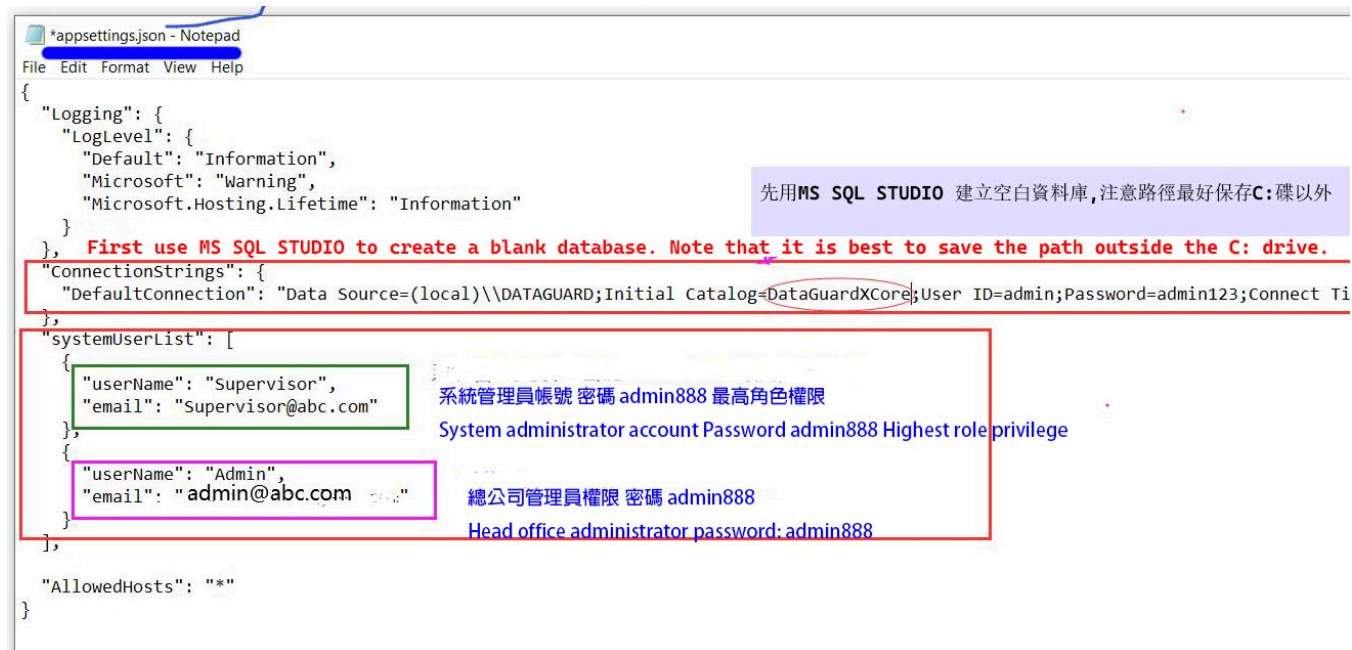 *appsettings.json - Notepad
File Edit Format View Help
{
"Logging": {
"LogLevel": {
"Default": "Information",
"Microsoft": "Warning",
"Microsoft.Hosting.Lifetime": "Information"
}
},
先用MS SQL STUDIO 建立空白資料庫,注意路徑最好保存C:碟以外
First use MS SQL STUDIO to create a blank database. Note that it is best to save the path outside the C: drive.
"ConnectionStrings": {
"DefaultConnection": "Data Source=(local)\\DATAGUARD;Initial Catalog=DataGuardXCore;User ID=admin;Password=admin123;Connect Ti
},
"systemUserList": [
{
"userName": "Supervisor",
"email": "Supervisor@abc.com"
},
系統管理員帳號 密碼 admin888 最高角色權限
System administrator account Password admin888 Highest role privilege
{
"userName": "Admin",
"email": "admin@abc.com"
}
總公司管理員權限 密碼 admin888
Head office administrator password: admin888
],
"AllowedHosts": "*"
}